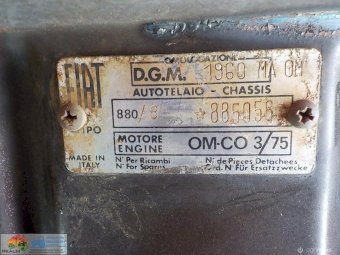 FIAT
OMOLOGAZIONE
D.G.M. 1960 MA OM
AUTOTELAIO - CHASSIS
TIPO 880/
MOTORE
ENGINE OM-CO 3/75
MADE IN
ITALY
N° Per Ricambi
N° For Spares
N° de Pieces Detachees
Ord. N° Für Ersatzzwecke